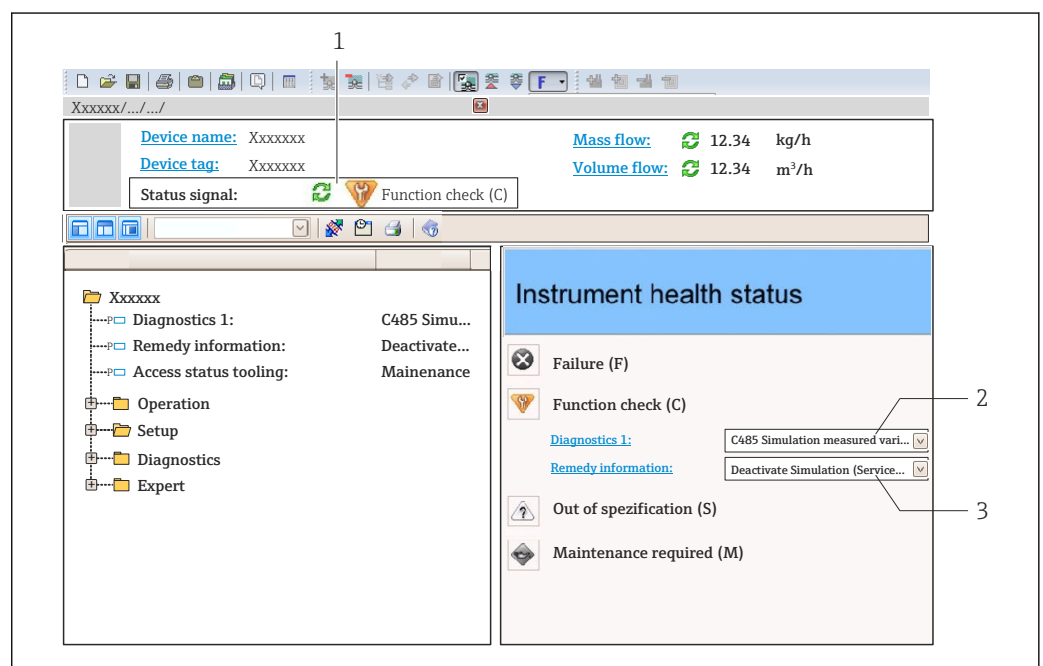 1
F
Xxxxxx/.../.../
Device name: Xxxxxxx
Mass flow: 12.34 kg/h
Device tag: Xxxxxxx
Volume flow: 12.34 m³/h
Status signal: Function check (C)
Xxxxxx
Diagnostics 1: C485 Simu...
Remedy information: Deactivate...
Access status tooling: Mainenance
Operation
Setup
Diagnostics
Expert
Instrument health status
Failure (F)
Function check (C)
2
Diagnostics 1: C485 Simulation measured vari...
Remedy information: Deactivate Simulation (Service...
3
Out of spezification (S)
Maintenance required (M)